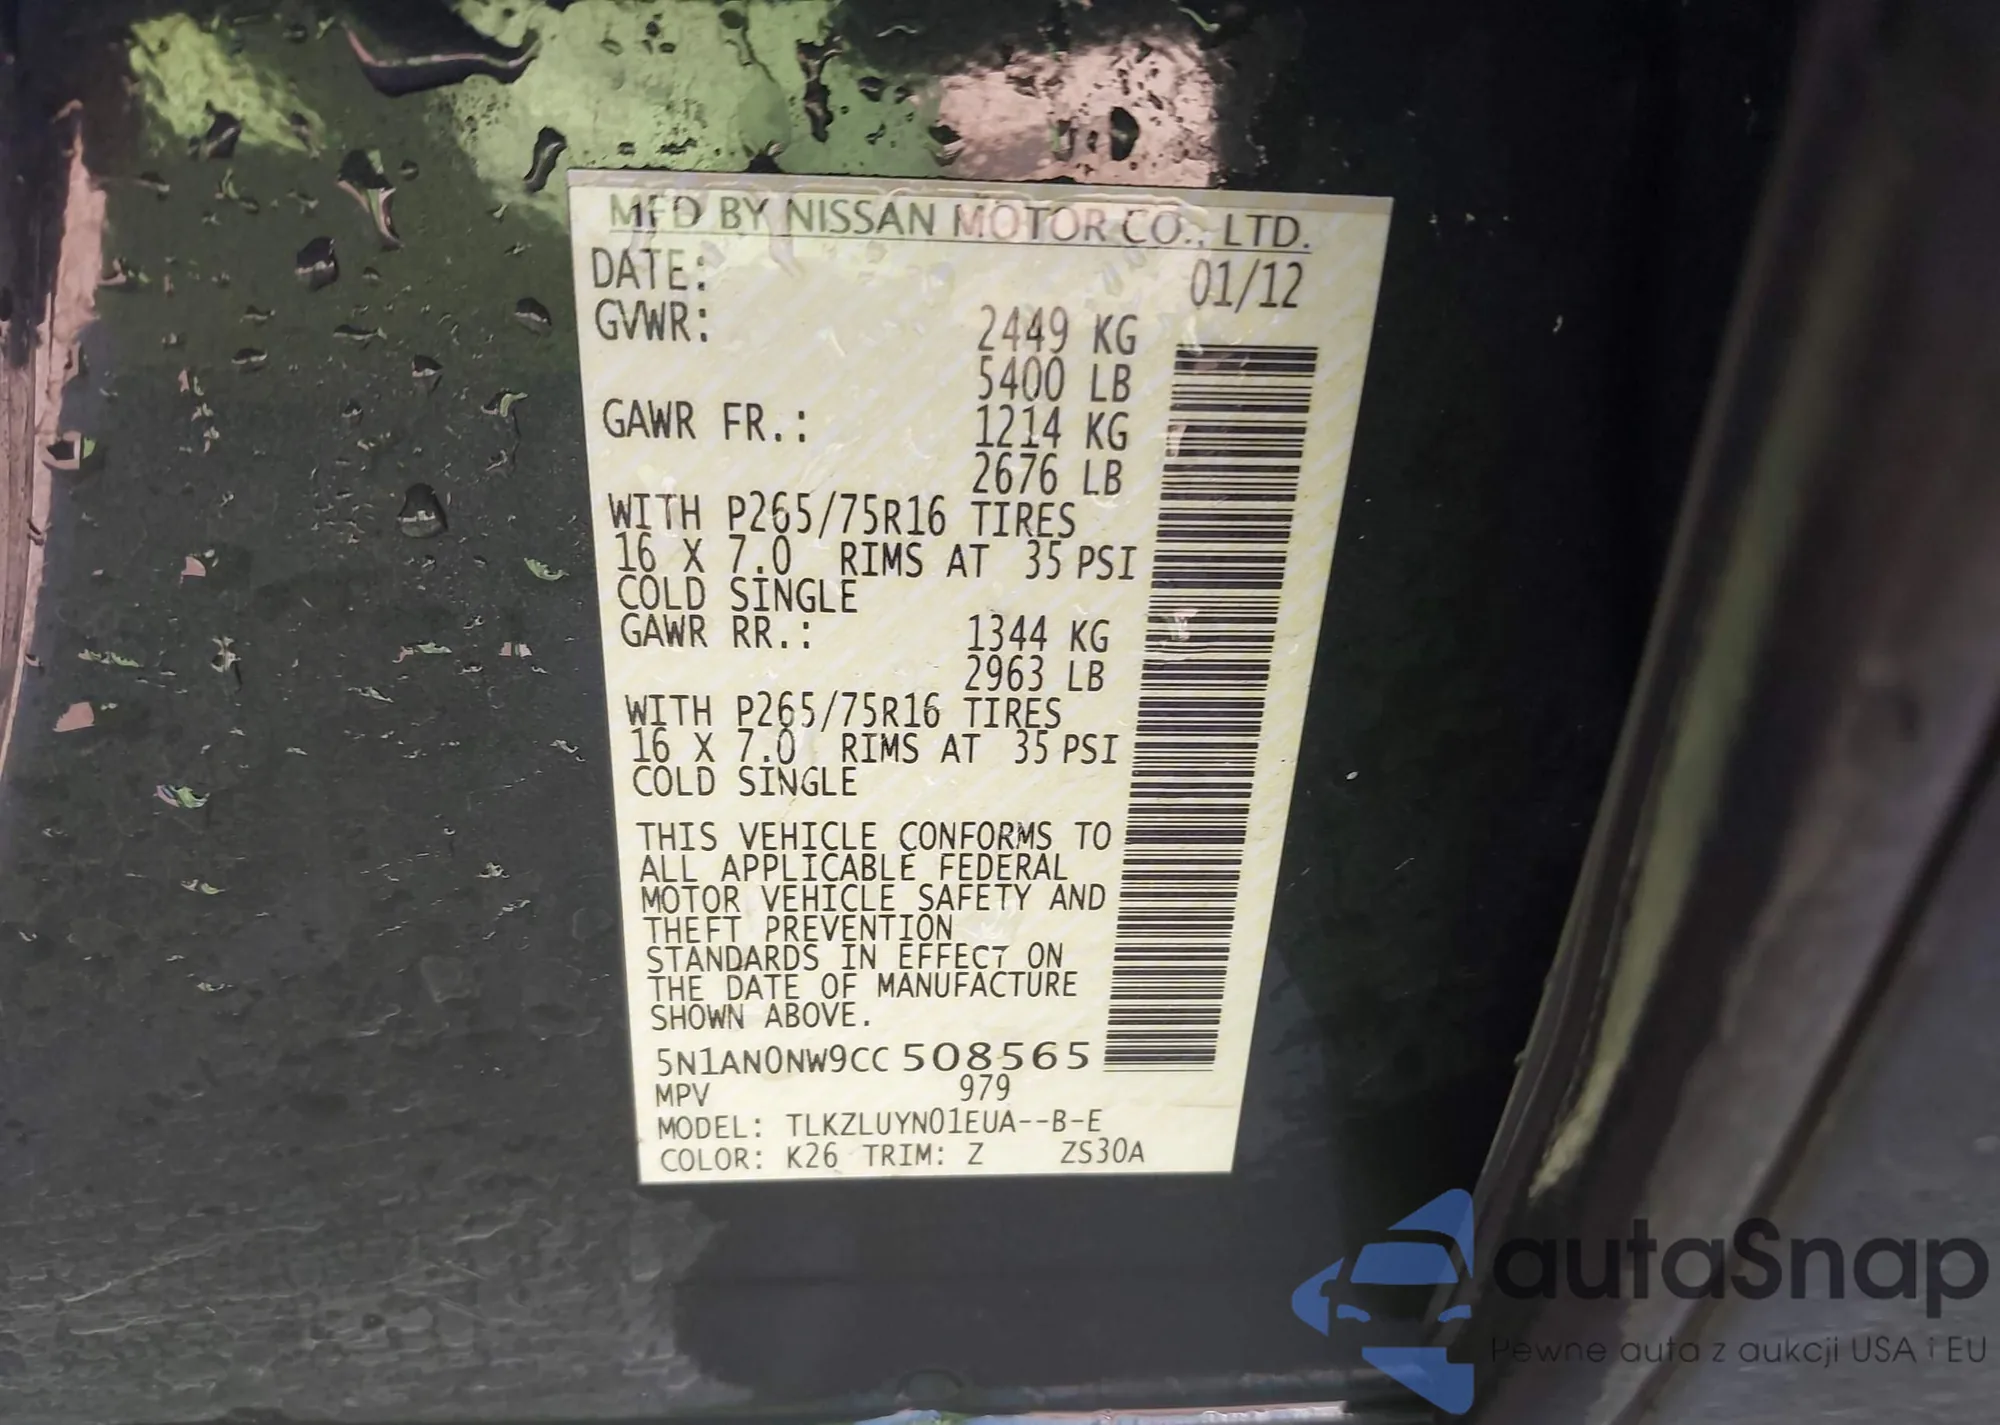 MFD BY NISSAN MOTOR CO., LTD.
DATE: 01/12
GVWR: 2449 KG
5400 LB
GAWR FR.: 1214 KG
2676 LB
WITH P265/75R16 TIRES
16 X 7.0 RIMS AT 35 PSI
COLD SINGLE
GAWR RR.: 1344 KG
2963 LB
WITH P265/75R16 TIRES
16 X 7.0 RIMS AT 35 PSI
COLD SINGLE
THIS VEHICLE CONFORMS TO
ALL APPLICABLE FEDERAL
MOTOR VEHICLE SAFETY AND
THEFT PREVENTION
STANDARDS IN EFFECT ON
THE DATE OF MANUFACTURE
SHOWN ABOVE.
5N1AN0NW9CC508565
MPV 979
MODEL: TLKZLUYN01EUA--B-E
COLOR: K26 TRIM: Z ZS30A
autaSnap
Pewne auta z aukcji USA i EU